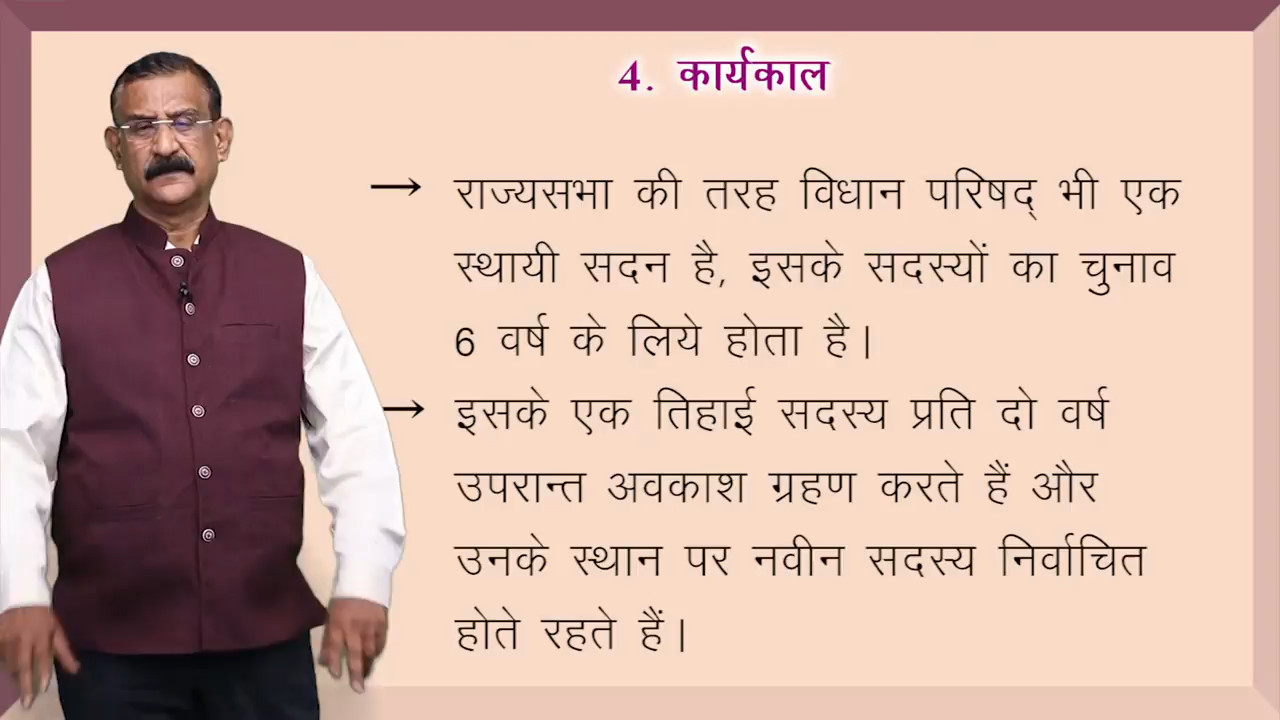 4. कार्यकाल
→ राज्यसभा की तरह विधान परिषद् भी एक
स्थायी सदन है, इसके सदस्यों का चुनाव
6 वर्ष के लिये होता है।
→ इसके एक तिहाई सदस्य प्रति दो वर्ष
उपरान्त अवकाश ग्रहण करते हैं और
उनके स्थान पर नवीन सदस्य निर्वाचित
होते रहते हैं।